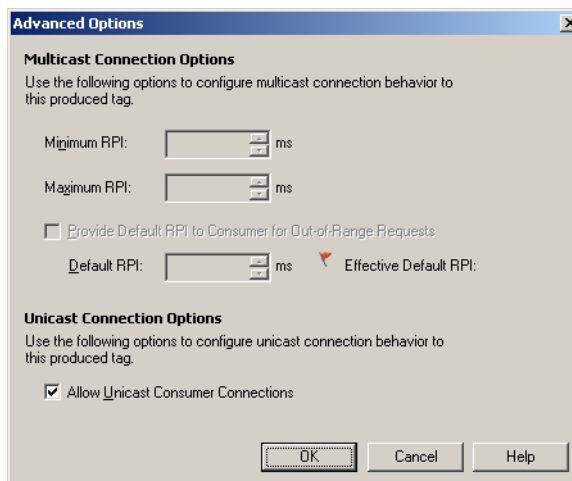 Advanced Options
Multicast Connection Options
Use the following options to configure multicast connection behavior to
this produced tag.
Minimum RPI: ms
Maximum RPI: ms
Provide Default RPI to Consumer for Out-of-Range Requests
Default RPI: ms Effective Default RPI:
Unicast Connection Options
Use the following options to configure unicast connection behavior to
this produced tag.
Allow Unicast Consumer Connections
OK Cancel Help